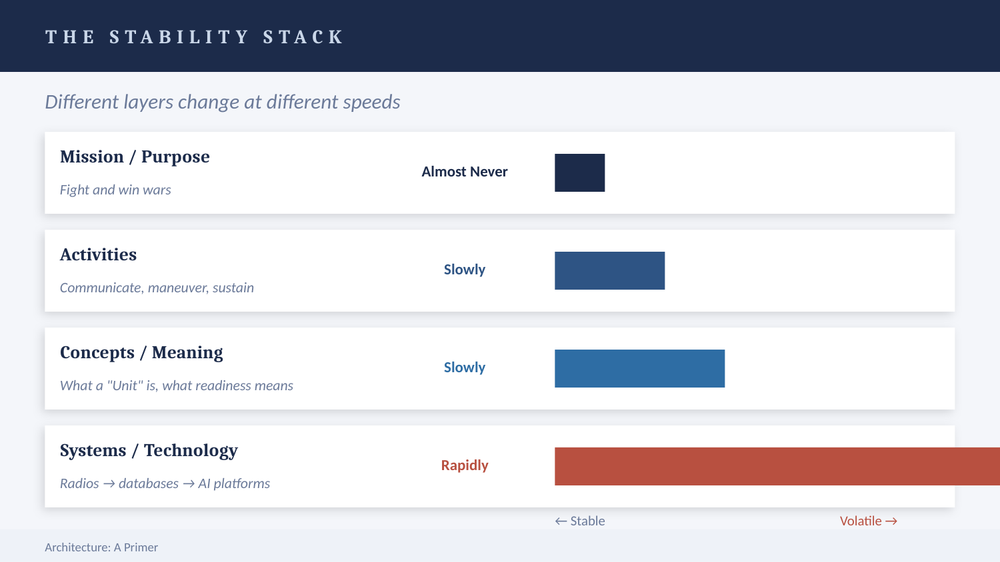 THE STABILITY STACK
Different layers change at different speeds
Mission / Purpose
Fight and win wars
Almost Never
Activities
Communicate, maneuver, sustain
Slowly
Concepts / Meaning
What a "Unit" is, what readiness means
Slowly
Systems / Technology
Radios → databases → AI platforms
Rapidly
← Stable
Volatile →
Architecture: A Primer